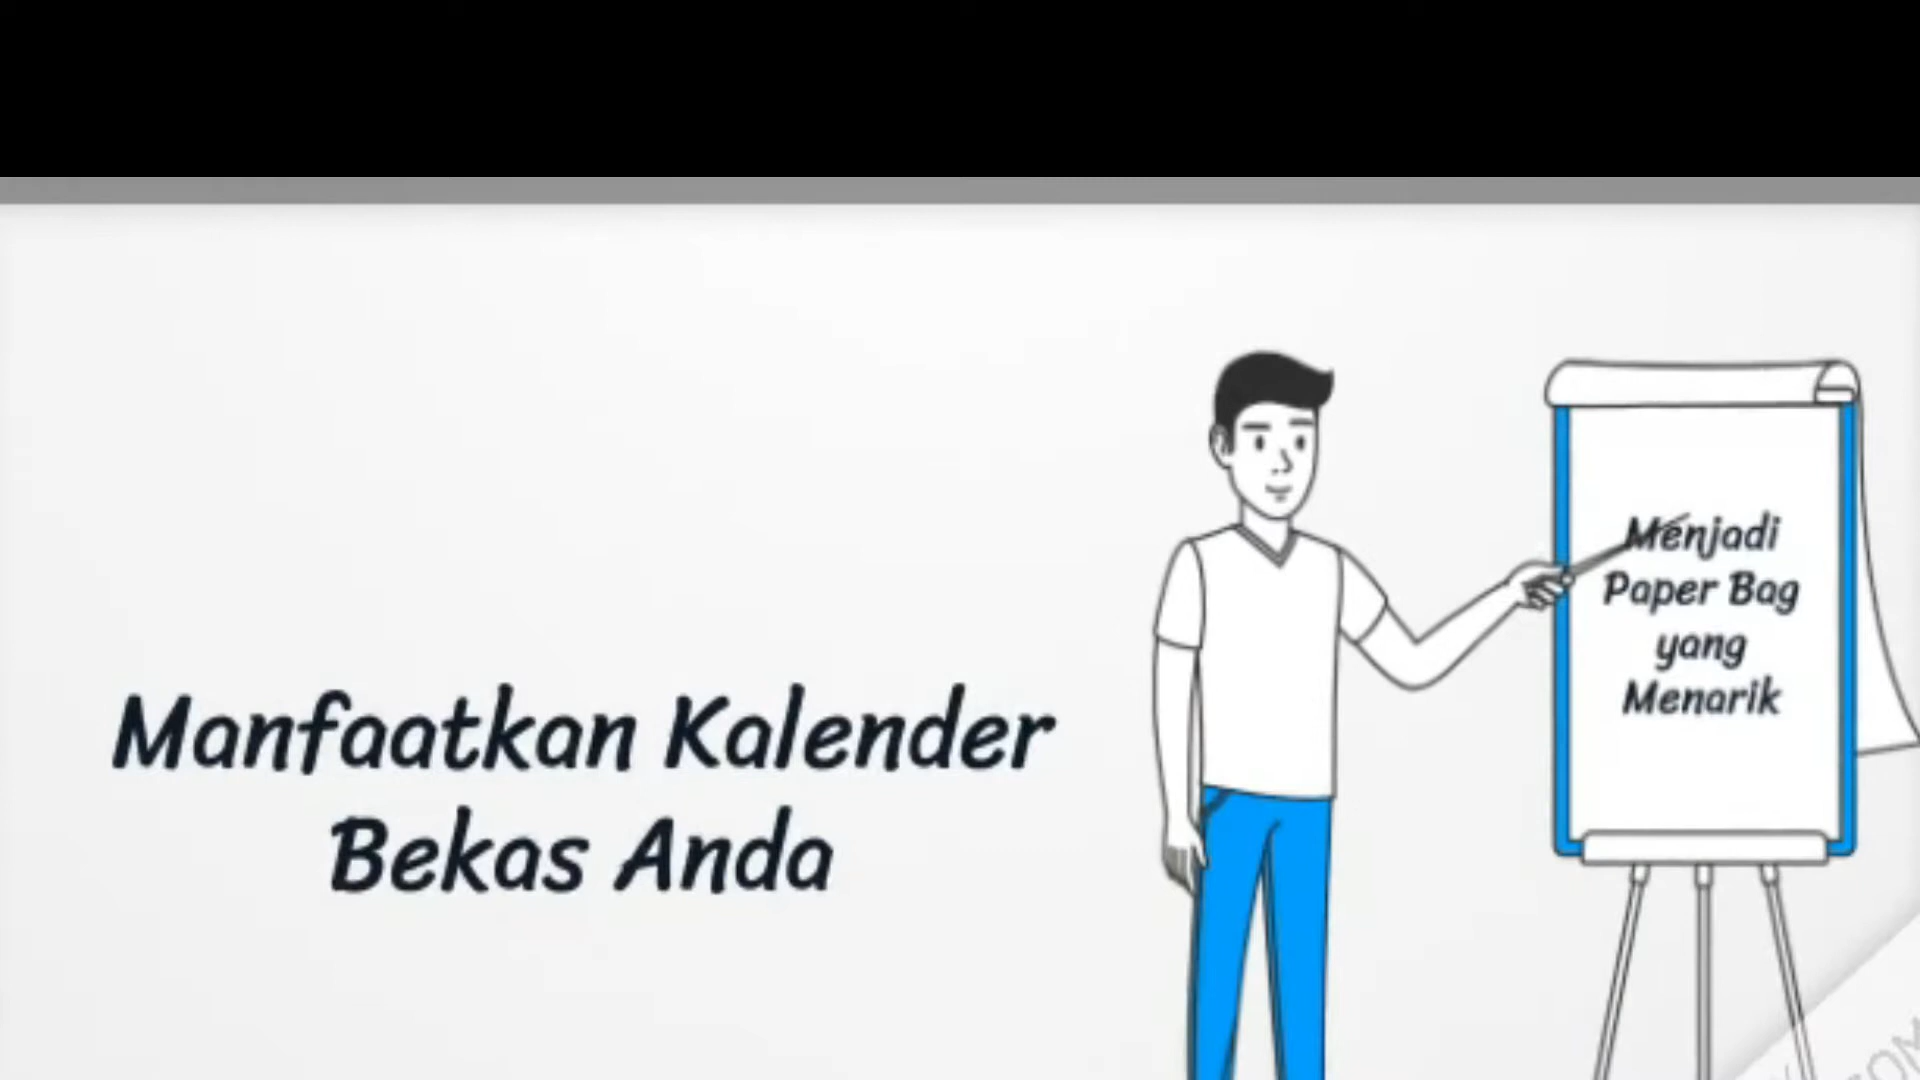 Manfaatkan Kalender
Bekas Anda
Menjadi
Paper Bag
yang
Menarik